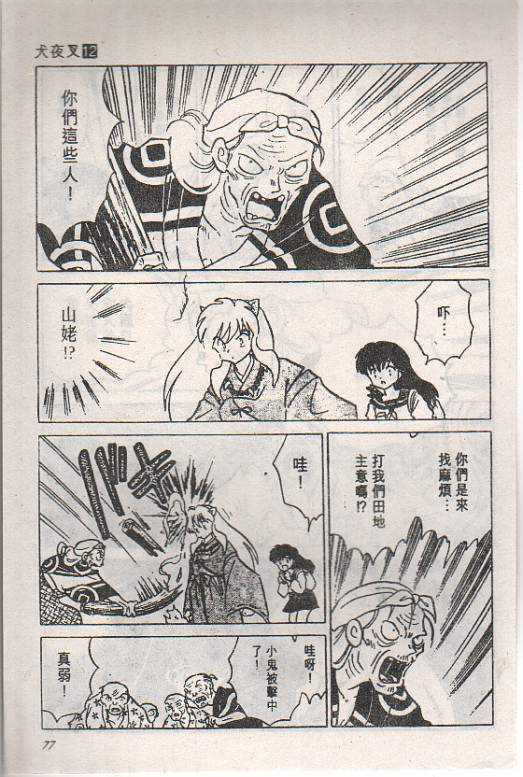 犬夜叉12
你們這些人！
吓…
山姥!?
你們是來
找麻煩…
打我們田地
主意嗎!?
哇！
哇呀！
小鬼被擊中
了！
真弱！
77